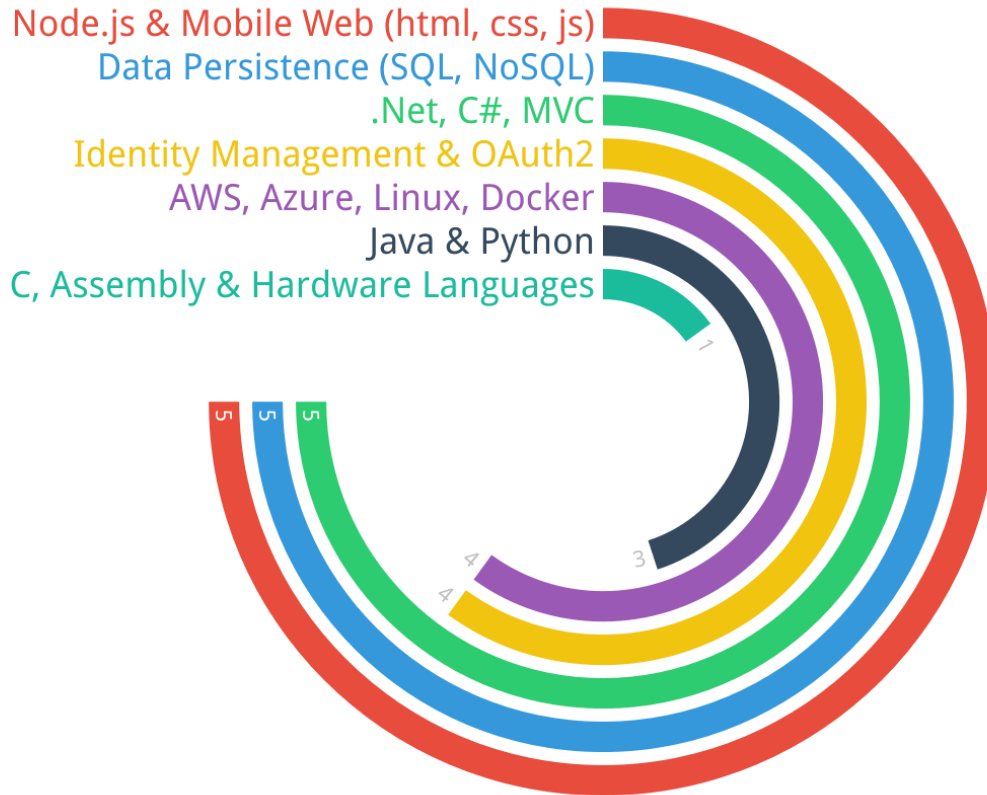 Node.js & Mobile Web (html, css, js)
Data Persistence (SQL, NoSQL)
.Net, C#, MVC
Identity Management & OAuth2
AWS, Azure, Linux, Docker
Java & Python
C, Assembly & Hardware Languages
1
5
5
5
4
3
4